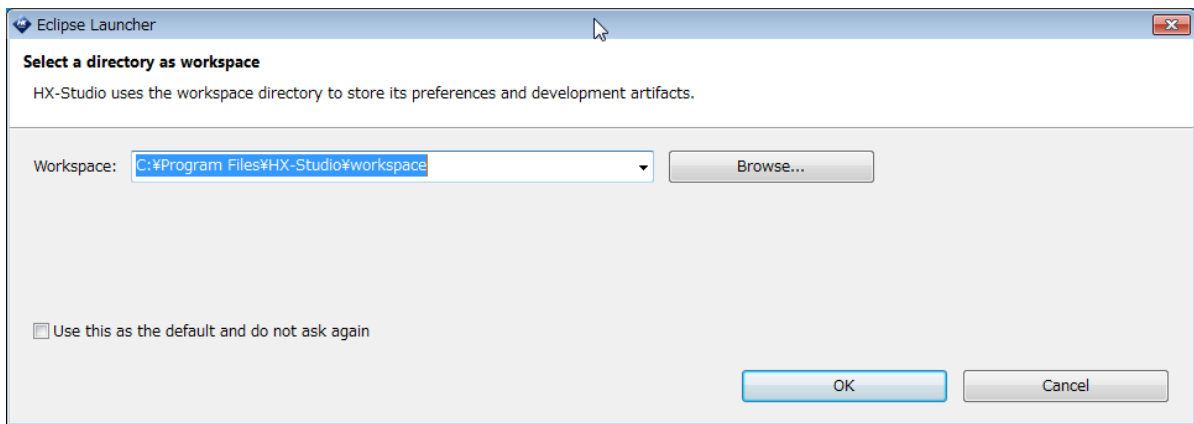 Eclipse Launcher
Select a directory as workspace
HX-Studio uses the workspace directory to store its preferences and development artifacts.
Workspace: C:¥Program Files¥HX-Studio¥workspace Browse...
Use this as the default and do not ask again
OK Cancel